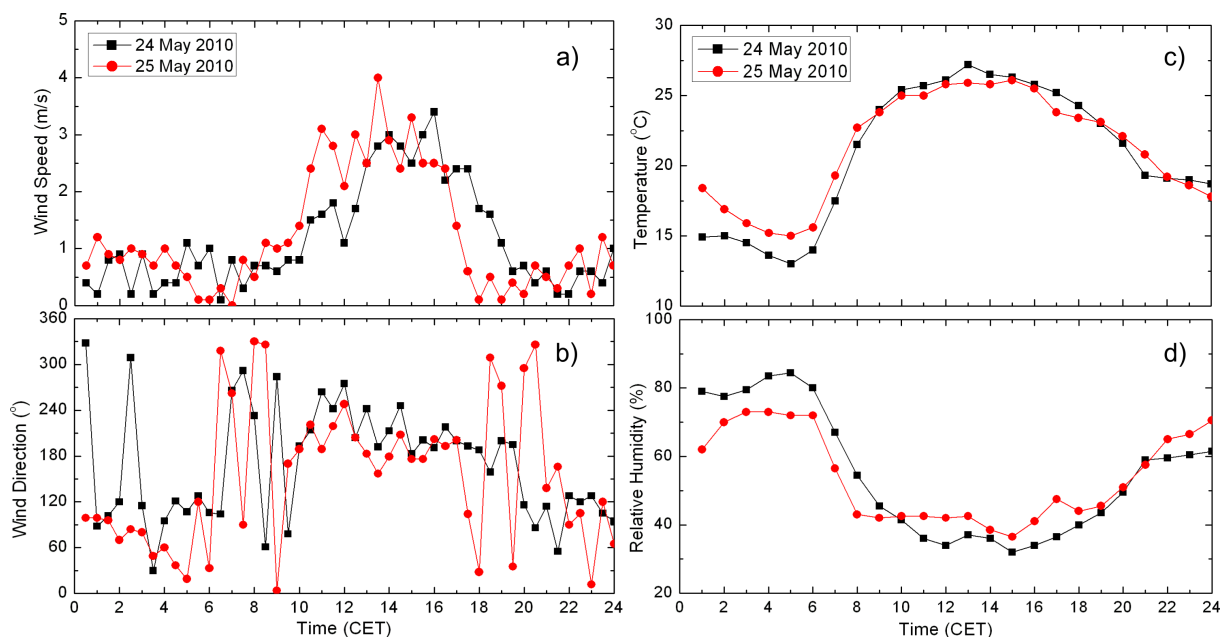 24 May 2010
25 May 2010
a)
5
4
3
2
1
0
Wind Speed (m/s)
b)
360
300
240
180
120
60
0
Wind Direction (°)
0 2 4 6 8 10 12 14 16 18 20 22 24
Time (CET)
24 May 2010
25 May 2010
c)
30
25
20
15
10
Temperature (°C)
d)
100
80
60
40
20
Relative Humidity (%)
0 2 4 6 8 10 12 14 16 18 20 22 24
Time (CET)